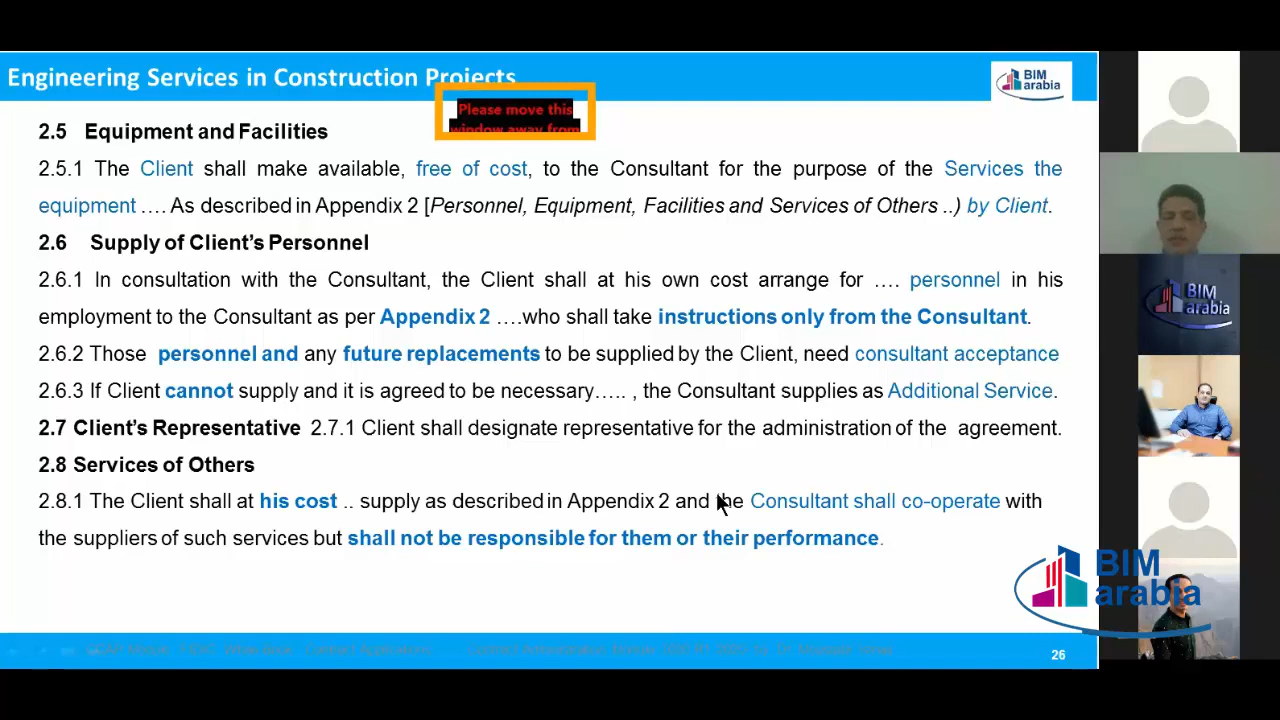 Engineering Services in Construction Projects
BIM
arabia
Please move this
window away from
2.5 Equipment and Facilities
2.5.1 The Client shall make available, free of cost, to the Consultant for the purpose of the Services the
equipment .... As described in Appendix 2 [Personnel, Equipment, Facilities and Services of Others ..) by Client.
2.6 Supply of Client's Personnel
2.6.1 In consultation with the Consultant, the Client shall at his own cost arrange for .... personnel in his
employment to the Consultant as per Appendix 2 ....who shall take instructions only from the Consultant.
2.6.2 Those personnel and any future replacements to be supplied by the Client, need consultant acceptance
2.6.3 If Client cannot supply and it is agreed to be necessary..... , the Consultant supplies as Additional Service.
2.7 Client's Representative 2.7.1 Client shall designate representative for the administration of the agreement.
2.8 Services of Others
2.8.1 The Client shall at his cost .. supply as described in Appendix 2 and the Consultant shall co-operate with
the suppliers of such services but shall not be responsible for them or their performance.
26
BIM
arabia
BIM
arabia